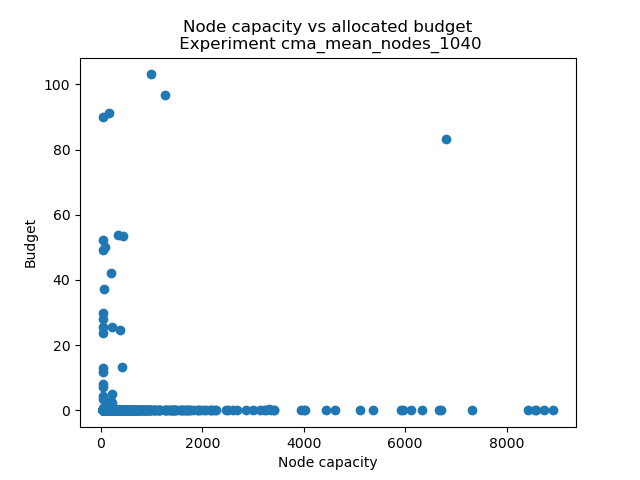 Node capacity vs allocated budget
Experiment cma_mean_nodes_1040
100
80
60
40
20
0
Budget
0 2000 4000 6000 8000
Node capacity